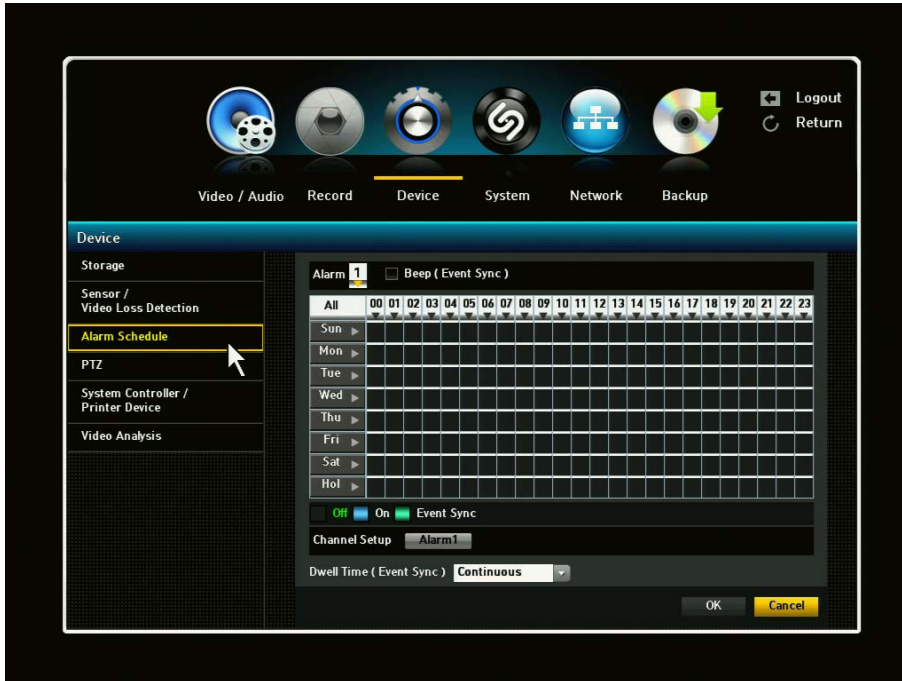 Logout
Return
Video / Audio Record Device System Network Backup
Device
Storage
Sensor /
Video Loss Detection
Alarm Schedule
PTZ
System Controller /
Printer Device
Video Analysis
Alarm 1 Beep ( Event Sync )
All 00 01 02 03 04 05 06 07 08 09 10 11 12 13 14 15 16 17 18 19 20 21 22 23
Sun
Mon
Tue
Wed
Thu
Fri
Sat
Hol
Off On Event Sync
Channel Setup Alarm1
Dwell Time ( Event Sync ) Continuous
OK Cancel